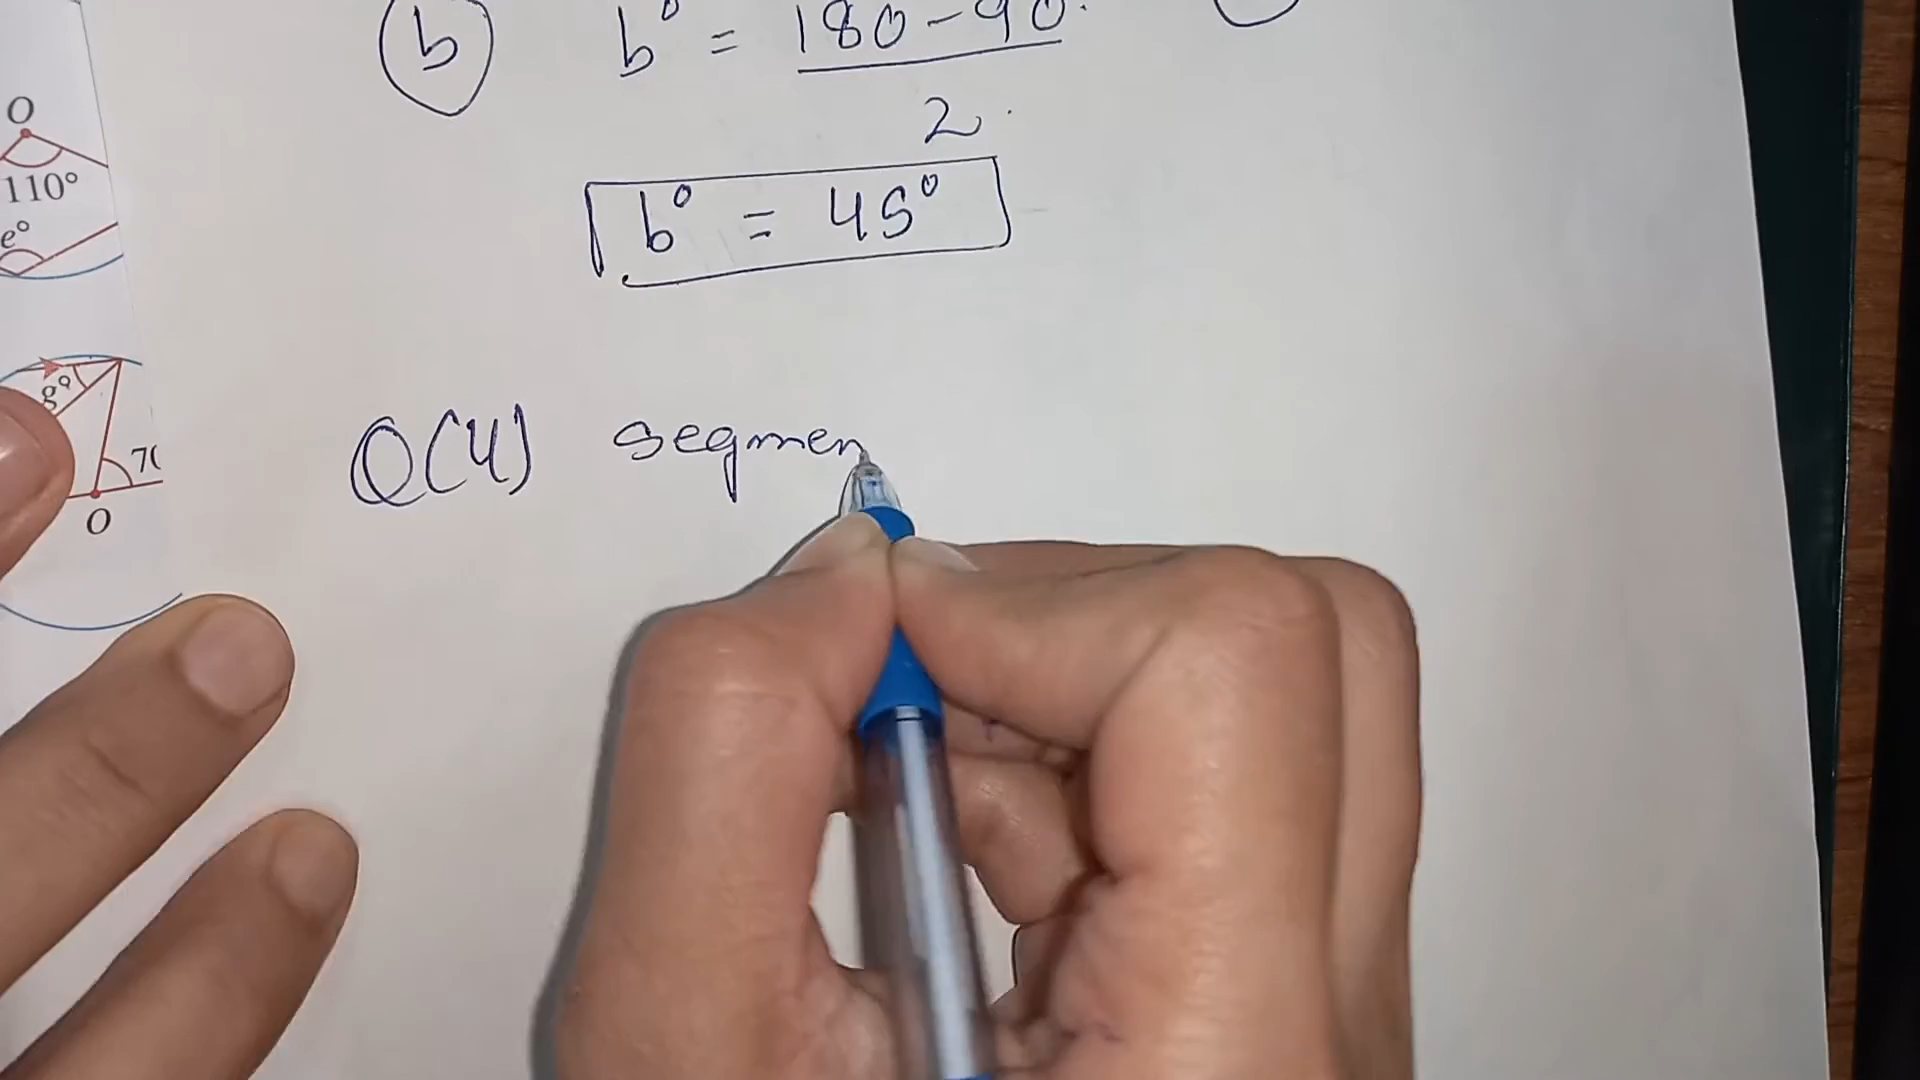 b b° = 180 - 90
2
b° = 45°
O
110°
e°
g°
Q(4) segmen
70
O